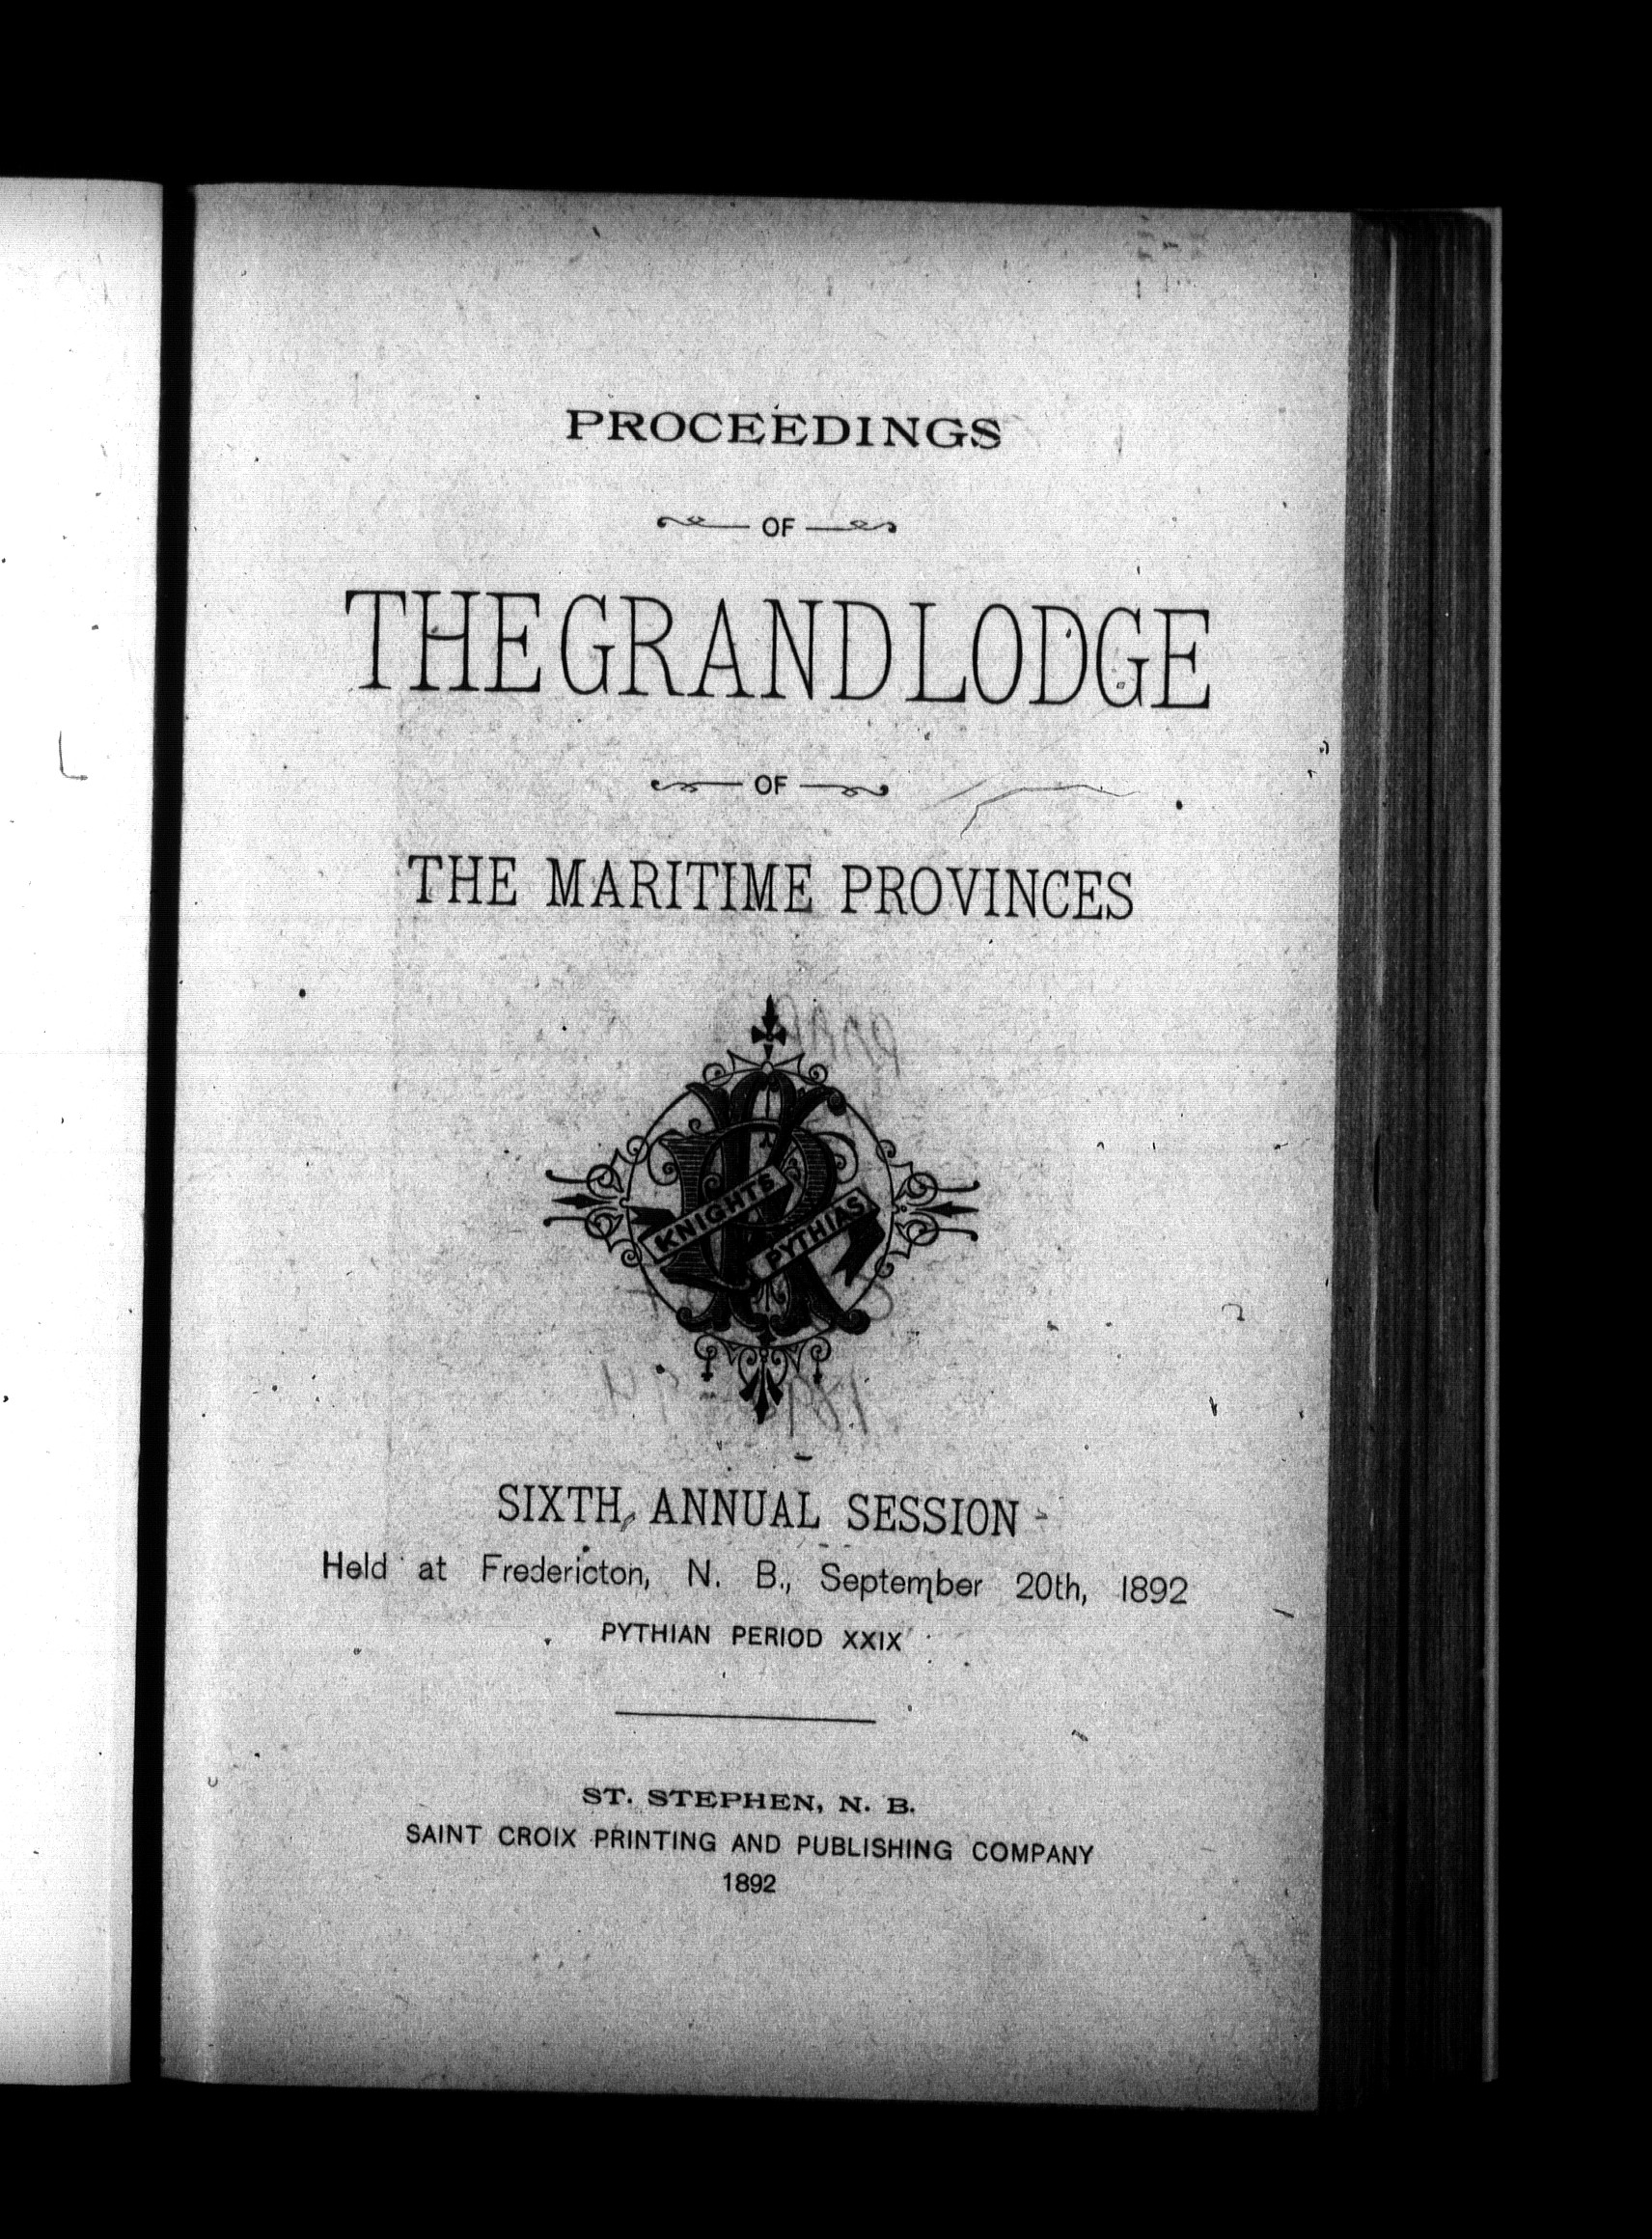 PROCEEDINGS
OF
THE GRAND LODGE
OF
THE MARITIME PROVINCES
KNIGHTS
PYTHIAS
SIXTH ANNUAL SESSION
Held at Fredericton, N. B., September 20th, 1892
PYTHIAN PERIOD XXIX
ST. STEPHEN, N. B.
SAINT CROIX PRINTING AND PUBLISHING COMPANY
1892